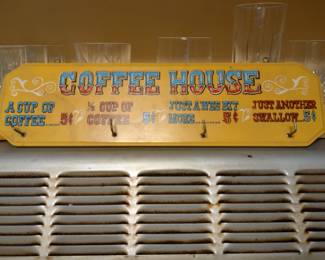 COFFEE HOUSE
A CUP OF
COFFEE.....5¢
½ CUP OF
COFFEE...5¢
JUST A WEE BIT
MORE..........5¢
JUST ANOTHER
SWALLOW..5¢